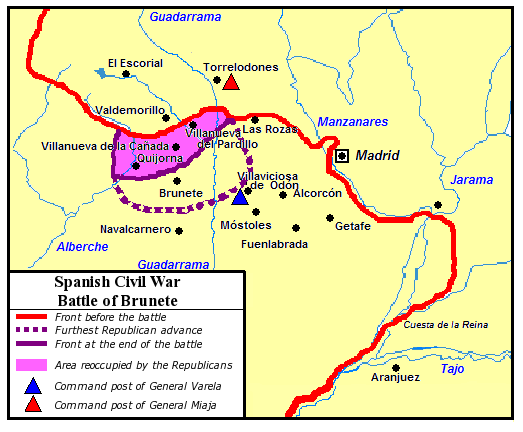 Guadarrama
El Escorial
Torrelodones
Valdemorillo
Manzanares
Villanueva
del Pardillo
Las Rozas
Villanueva de la Cañada
Quijorna
Madrid
Villaviciosa
de Odón
Jarama
Brunete
Alcorcón
Móstoles
Getafe
Navalcarnero
Alberche
Fuenlabrada
Guadarrama
Cuesta de la Reina
Aranjuez
Tajo
Spanish Civil War
Battle of Brunete
Front before the battle
Furthest Republican advance
Front at the end of the battle
Area reoccupied by the Republicans
Command post of General Varela
Command post of General Miaja